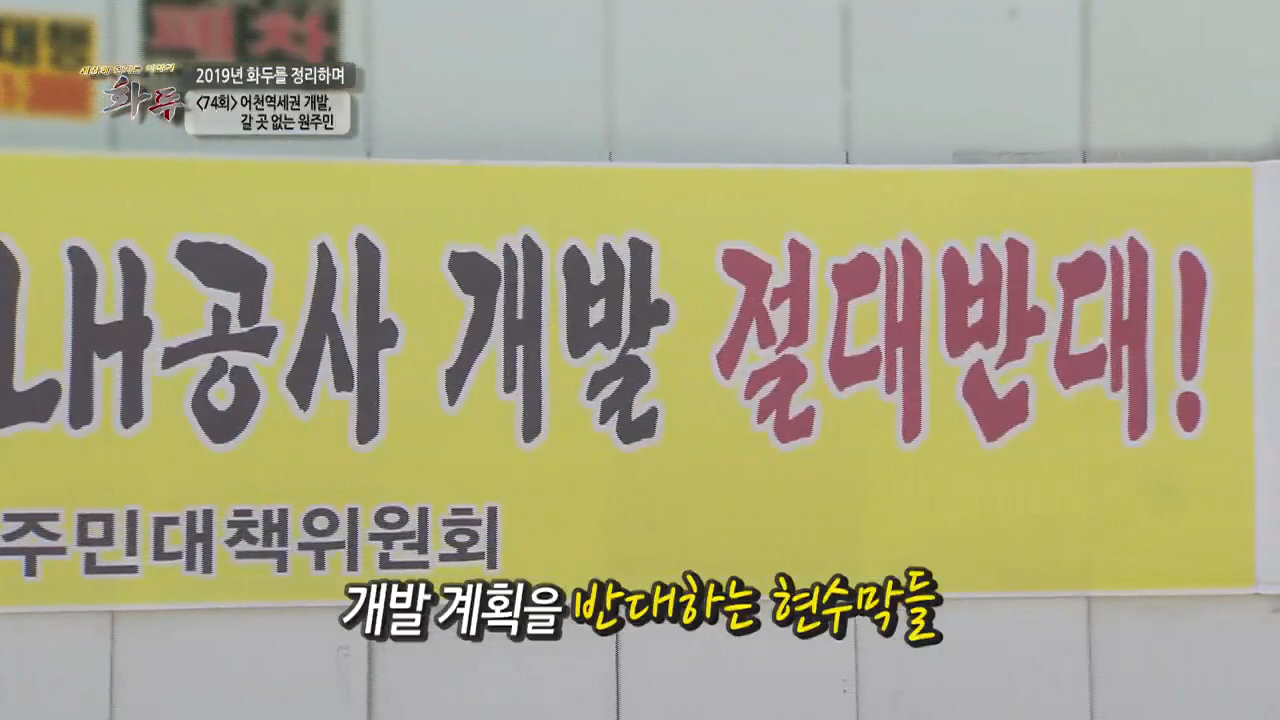 화두
2019년 화두를 정리하며
<74회> 어천역세권 개발,
갈 곳 없는 원주민
내공사 개발 절대반대!
주민대책위원회
개발 계획을 반대하는 현수막들